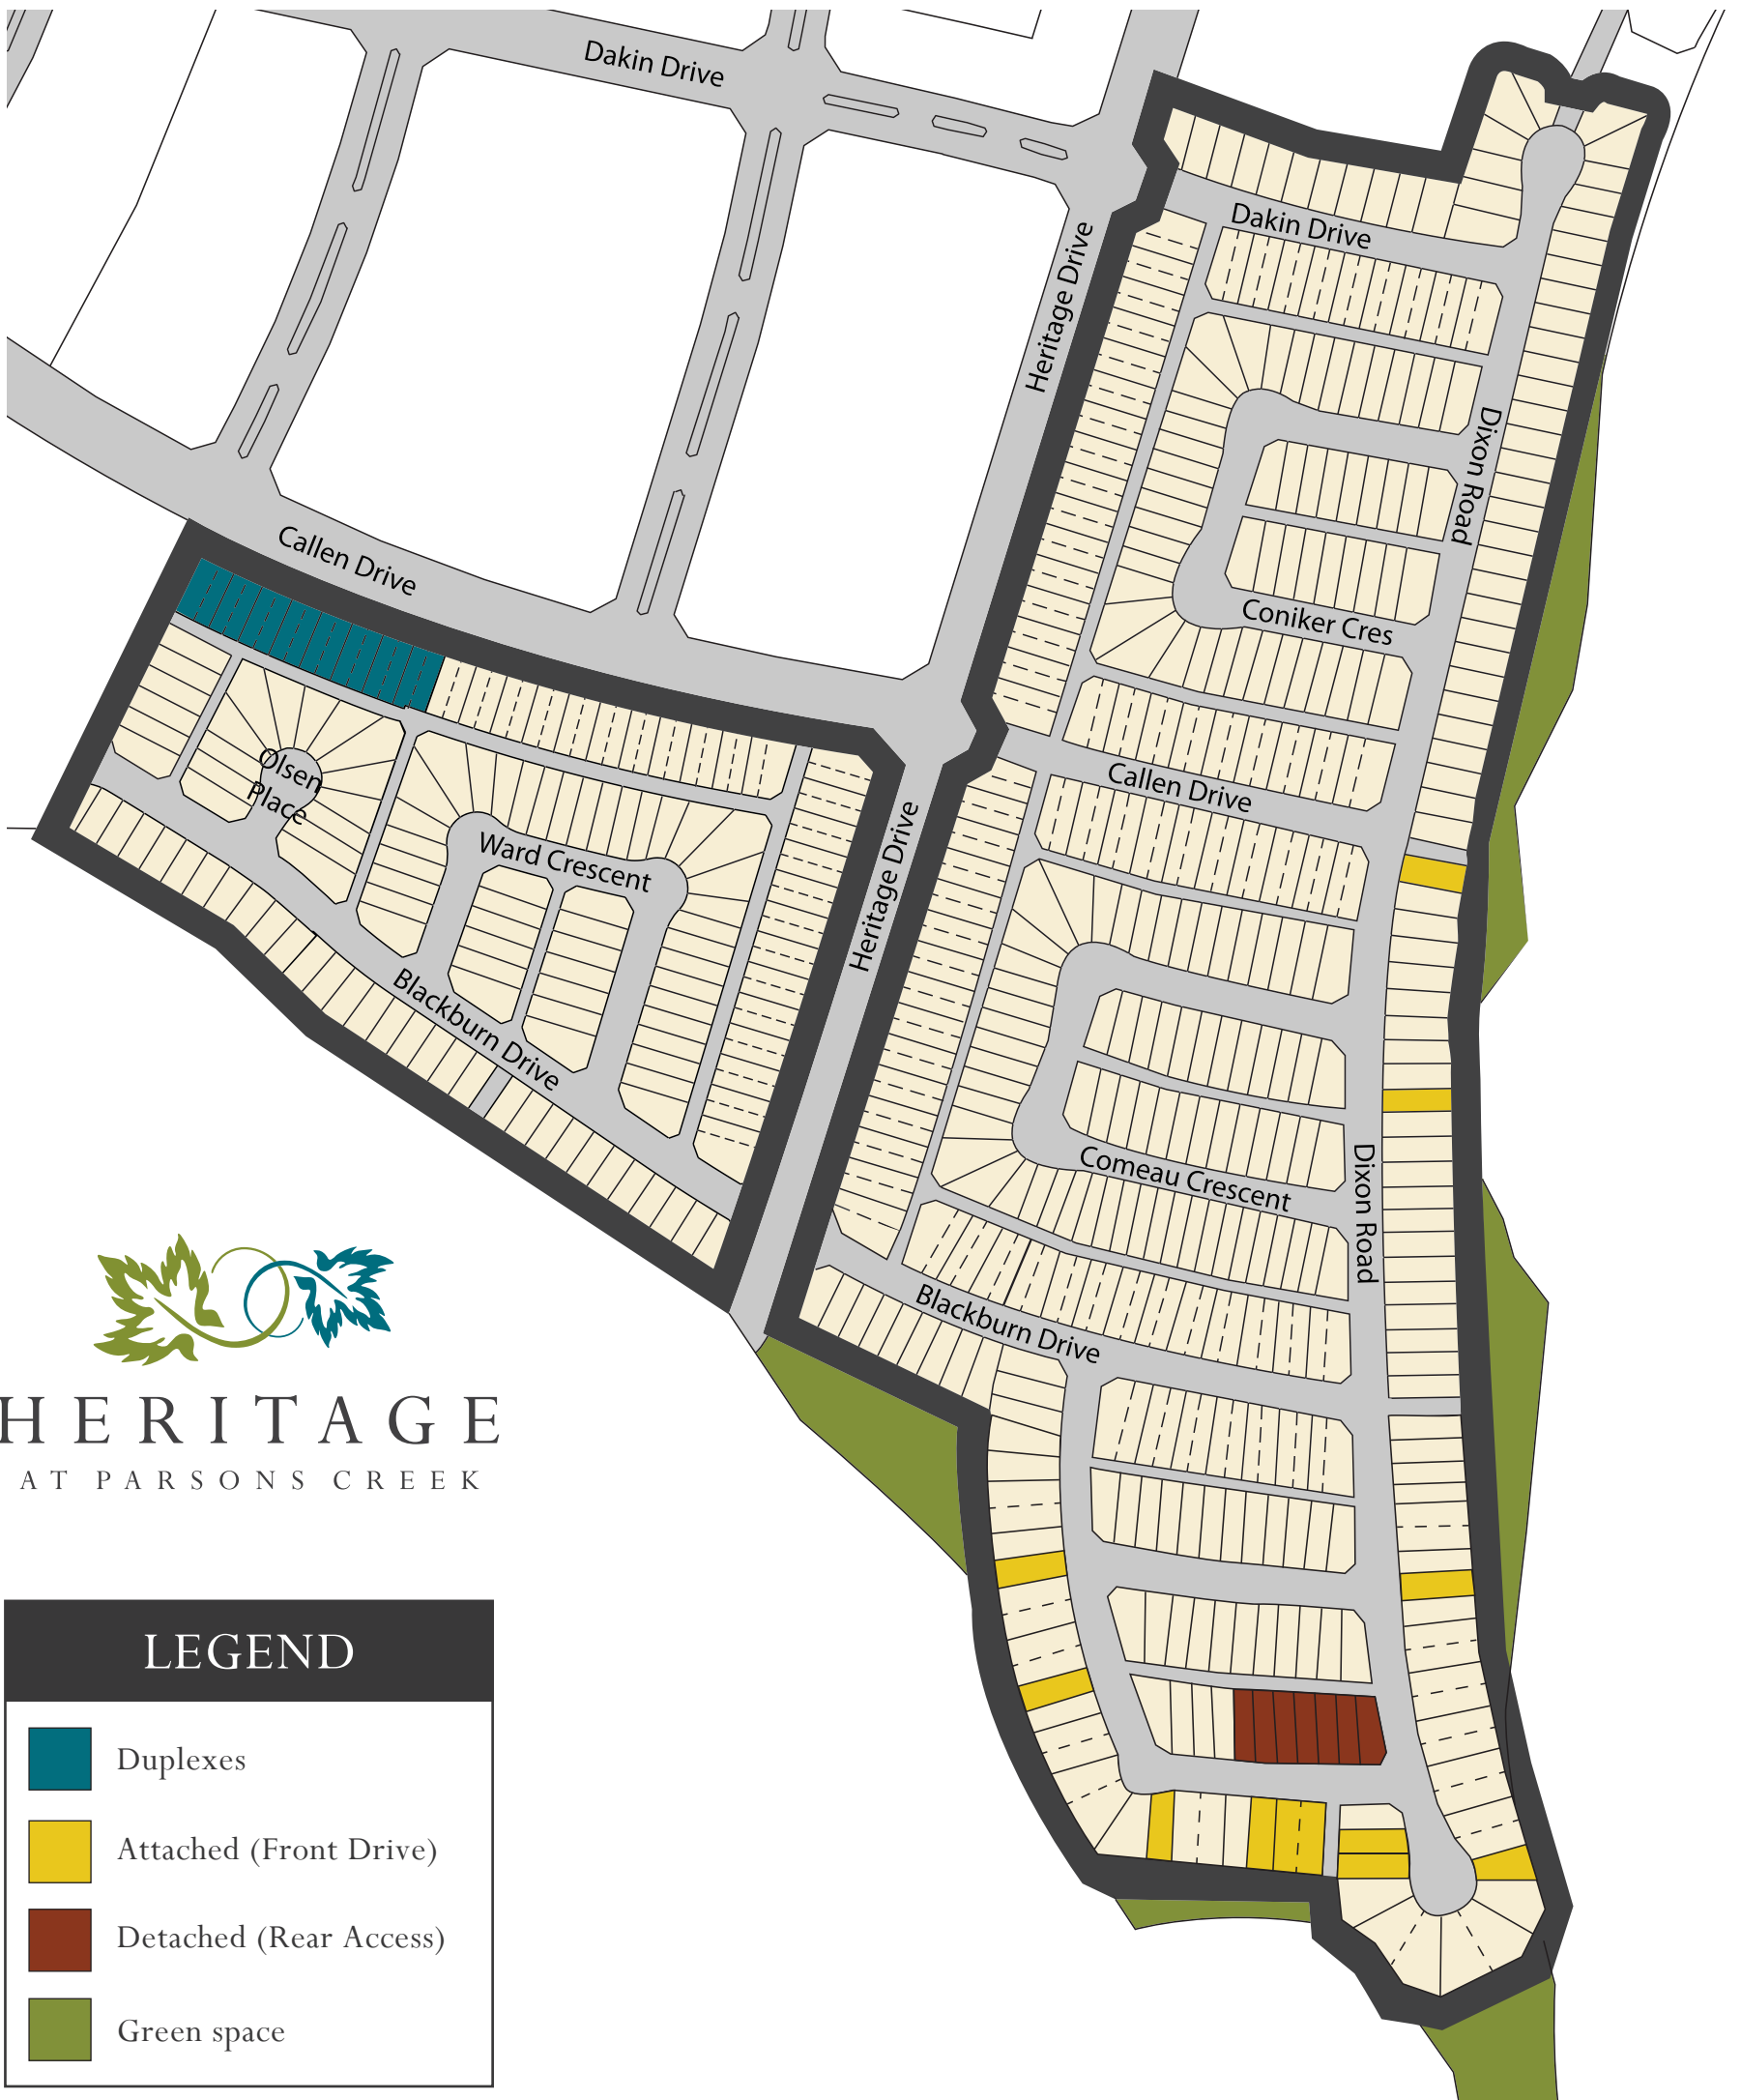 Dakin Drive
Dakin Drive
Heritage Drive
Dixon Road
Callen Drive
Coniker Cres
Olsen
Place
Callen Drive
Ward Crescent
Heritage Drive
Blackburn Drive
Comeau Crescent
Dixon Road
Blackburn Drive
HERITAGE
AT PARSONS CREEK
LEGEND
Duplexes
Attached (Front Drive)
Detached (Rear Access)
Green space